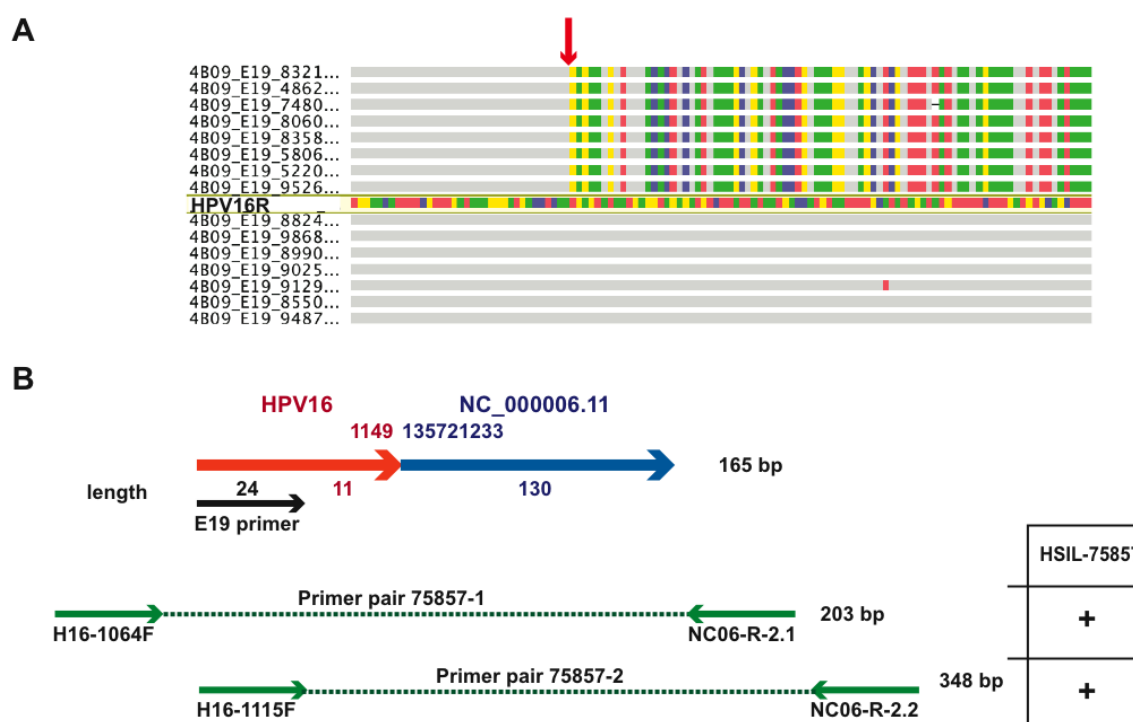 A
4B09_E19_8321...
4B09_E19_4862...
4B09_E19_7480...
4B09_E19_8060...
4B09_E19_8358...
4B09_E19_5806...
4B09_E19_5220...
4B09_E19_9526...
HPV16R _
4B09_E19_8824...
4B09_E19_9868...
4B09_E19_8990...
4B09_E19_9025...
4B09_E19_9129...
4B09_E19_8550...
4B09_E19_9487...
B
HPV16 NC_000006.11
1149 135721233
165 bp
length 24 11 130
E19 primer
HSIL-75857
Primer pair 75857-1
203 bp +
H16-1064F NC06-R-2.1
Primer pair 75857-2
348 bp +
H16-1115F NC06-R-2.2